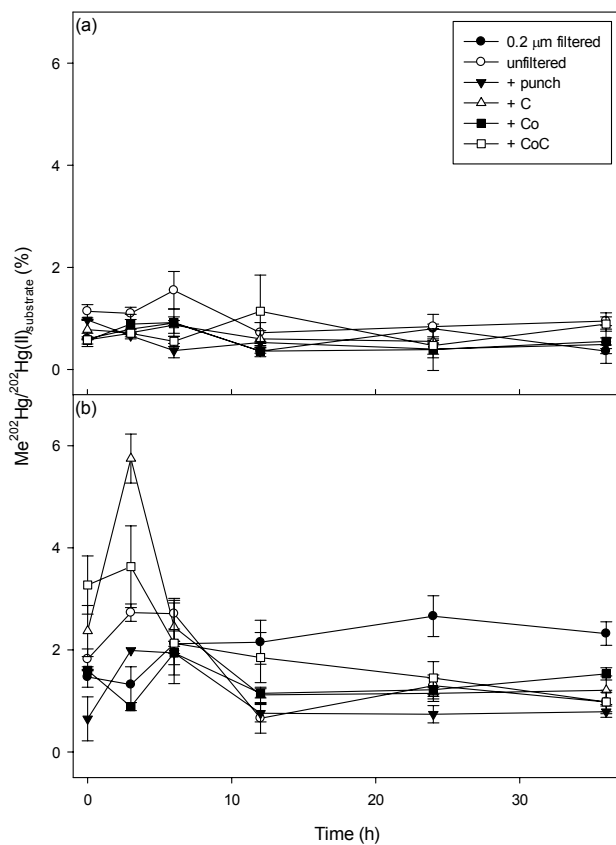 (a)
0.2 μm filtered
unfiltered
+ punch
+ C
+ Co
+ CoC
6
4
2
0
(b)
6
4
2
0
Me²⁰²Hg/²⁰²Hg(II)substrate (%)
0 10 20 30
Time (h)